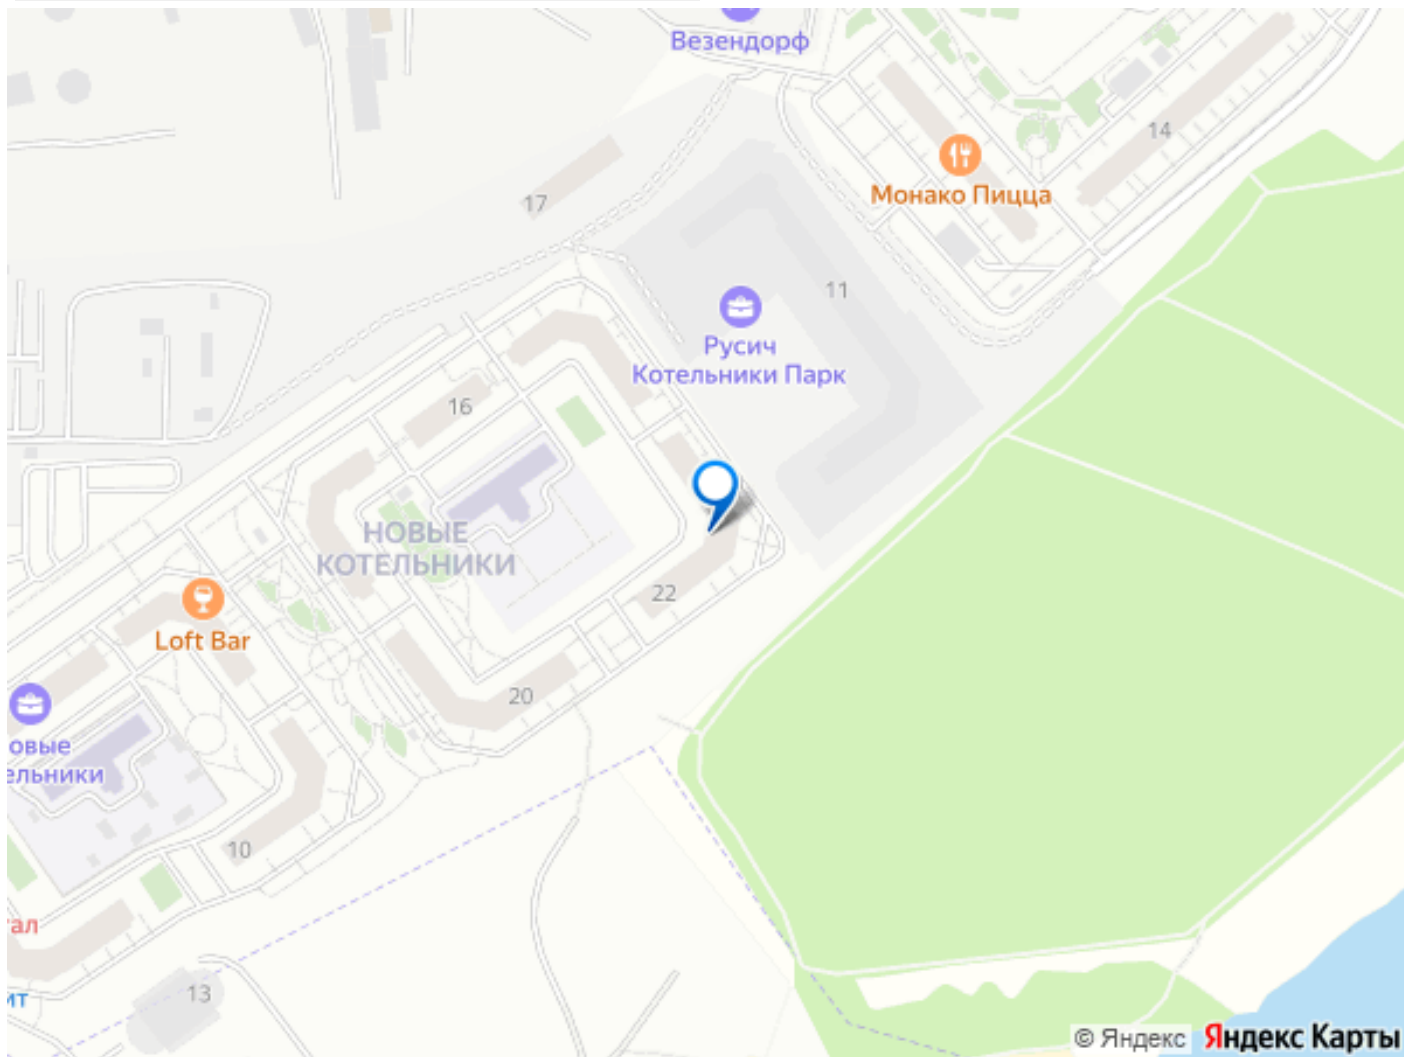 Везендорф
14
Монако Пицца
17
11
Русич
Котельники Парк
16
НОВЫЕ
КОТЕЛЬНИКИ
22
Loft Bar
20
овые
ельники
10
тал
13
ит
© Яндекс Яндекс Карты